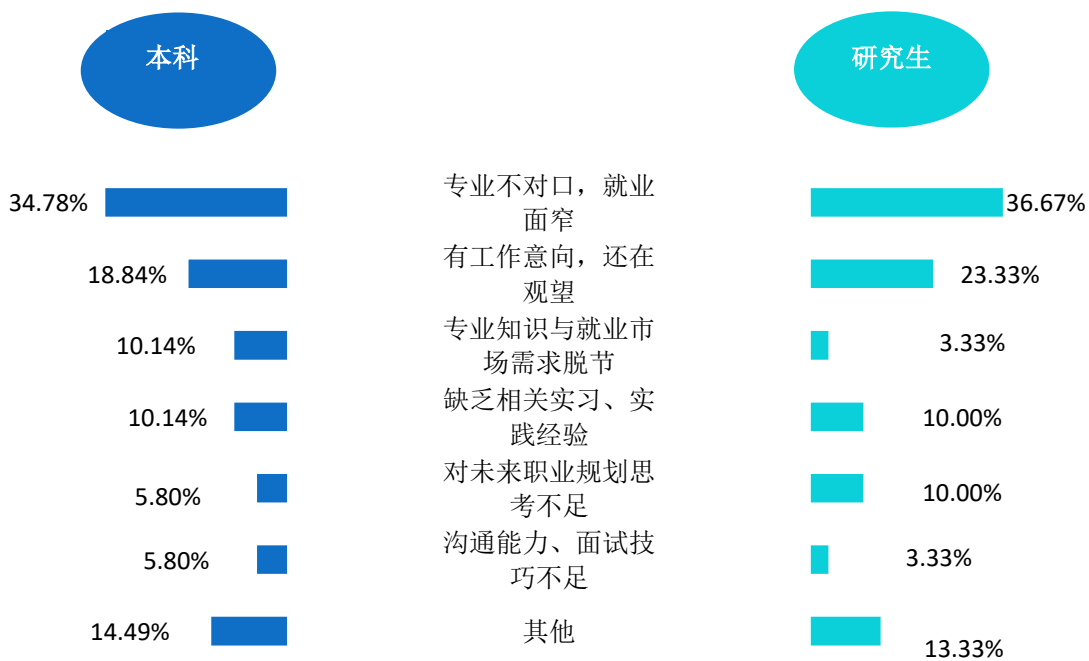 本科
研究生
34.78%
专业不对口，就业
面窄
36.67%
18.84%
有工作意向，还在
观望
23.33%
10.14%
专业知识与就业市
场需求脱节
3.33%
10.14%
缺乏相关实习、实
践经验
10.00%
5.80%
对未来职业规划思
考不足
10.00%
5.80%
沟通能力、面试技
巧不足
3.33%
14.49%
其他
13.33%